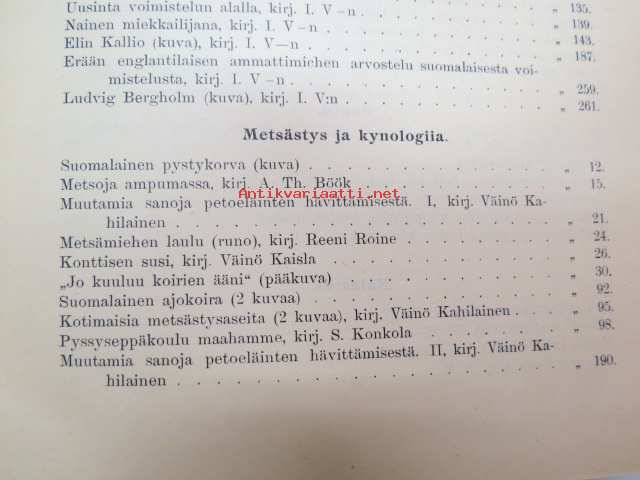 Uusinta voimistelun alalla, kirj. I. V–n . . . . . . „ 135.
Nainen miekkailijana, kirj. I. V–n . . . . . . „ 139.
Elin Kallio (kuva), kirj. I. V—n . . . . . . „ 143.
Erään englantilaisen ammattimiehen arvostelu suomalaisesta voi- „ 187.
mistelusta, kirj. I. V–n . . . . . . „ 259.
Ludvig Bergholm (kuva), kirj. I. V:n . . . . . . „ 261.
Metsästys ja kynologiia.
Suomalainen pystykorva (kuva) . . . . . . „ 12.
Metsoja ampumassa, kirj. A. Th. Böök . . . . . . „ 15.
Antikvariaatti.net
Muutamia sanoja petoeläinten hävittämisestä. I, kirj. Väinö Ka-
hilainen . . . . . . „ 21.
Metsämiehen laulu (runo), kirj. Reeni Roine . . . . . . „ 24.
Konttisen susi, kirj. Väinö Kaisla . . . . . . „ 26.
„Jo kuuluu koirien ääni“ (pääkuva) . . . . . . „ 30.
Suomalainen ajokoira (2 kuvaa) . . . . . . „ 92.
Kotimaisia metsästysaseita (2 kuvaa), kirj. Väinö Kahilainen . . . „ 95.
Pyssyseppäkoulu maahamme, kirj. S. Konkola . . . . . . „ 98.
Muutamia sanoja petoeläinten hävittämisestä. II, kirj. Väinö Ka-
hilainen . . . . . . „ 190.